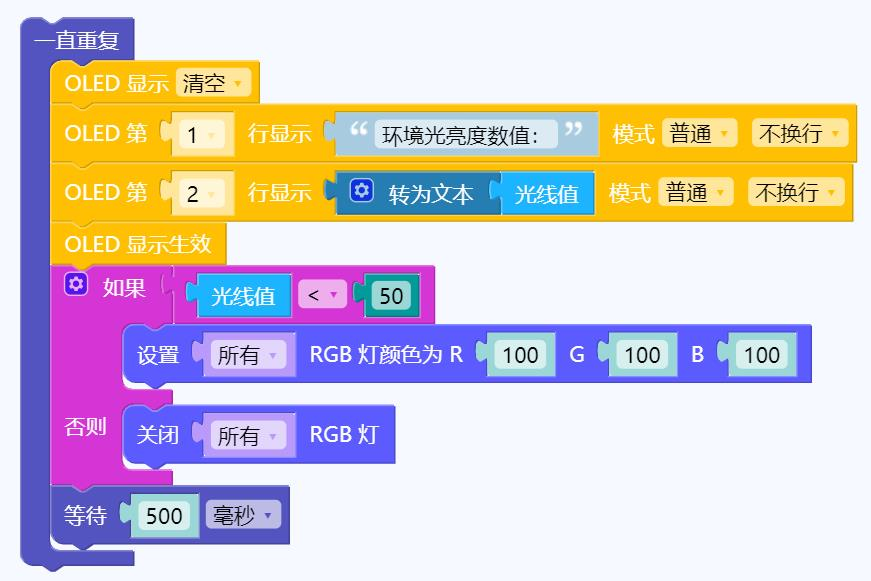 一直重复
OLED 显示 清空
OLED 第 1 行显示 “ 环境光亮度数值： ” 模式 普通 不换行
OLED 第 2 行显示 转为文本 光线值 模式 普通 不换行
OLED 显示生效
如果 光线值 < 50
设置 所有 RGB 灯颜色为 R 100 G 100 B 100
否则 关闭 所有 RGB 灯
等待 500 毫秒